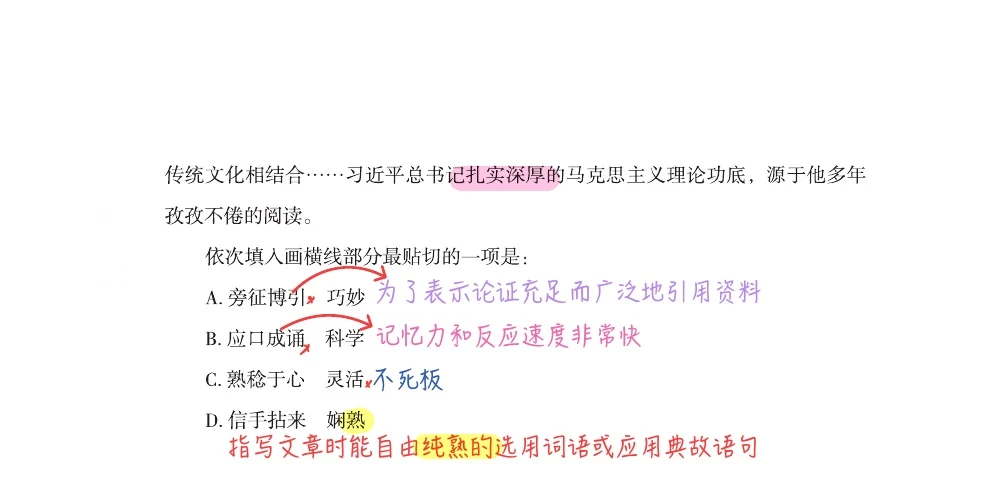 传统文化相结合……习近平总书记扎实深厚的马克思主义理论功底，源于他多年
孜孜不倦的阅读。
依次填入画横线部分最贴切的一项是：
A. 旁征博引 巧妙 为了表示论证充足而广泛地引用资料
B. 应口成诵 科学 记忆力和反应速度非常快
C. 熟稔于心 灵活 不死板
D. 信手拈来 娴熟
指写文章时能自由纯熟的选用词语或应用典故语句